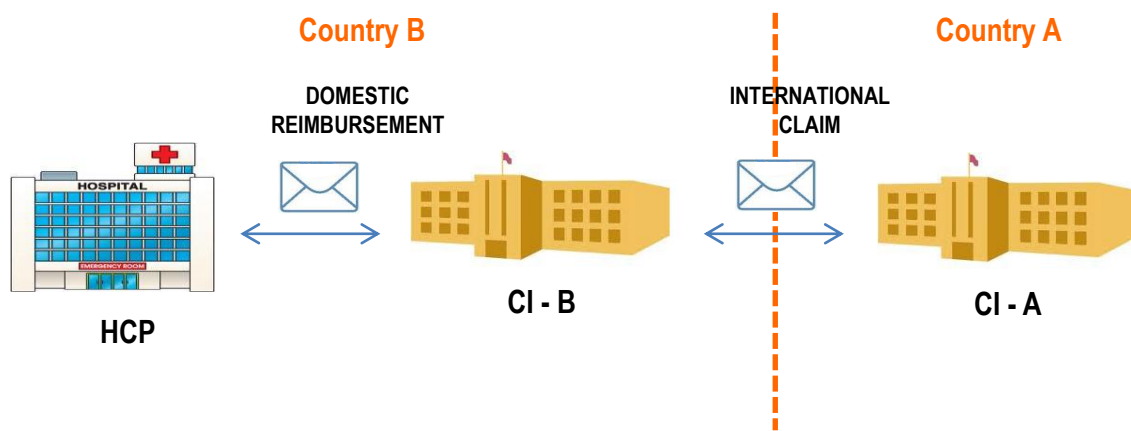 Country B
Country A
DOMESTIC
REIMBURSEMENT
INTERNATIONAL
CLAIM
HOSPITAL
EMERGENCY ROOM
HCP
CI - B
CI - A